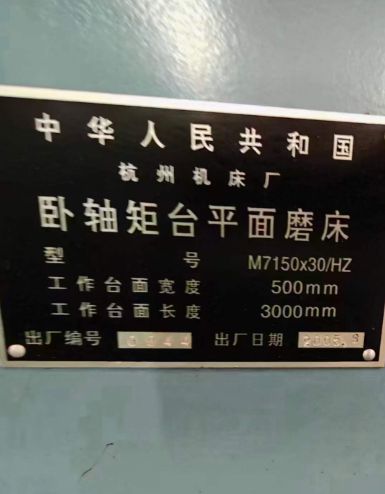 中华人民共和国
杭州机床厂
卧轴矩台平面磨床
型号 M7150x30/HZ
工作台面宽度 500mm
工作台面长度 3000mm
出厂编号 0344 出厂日期 2005.8